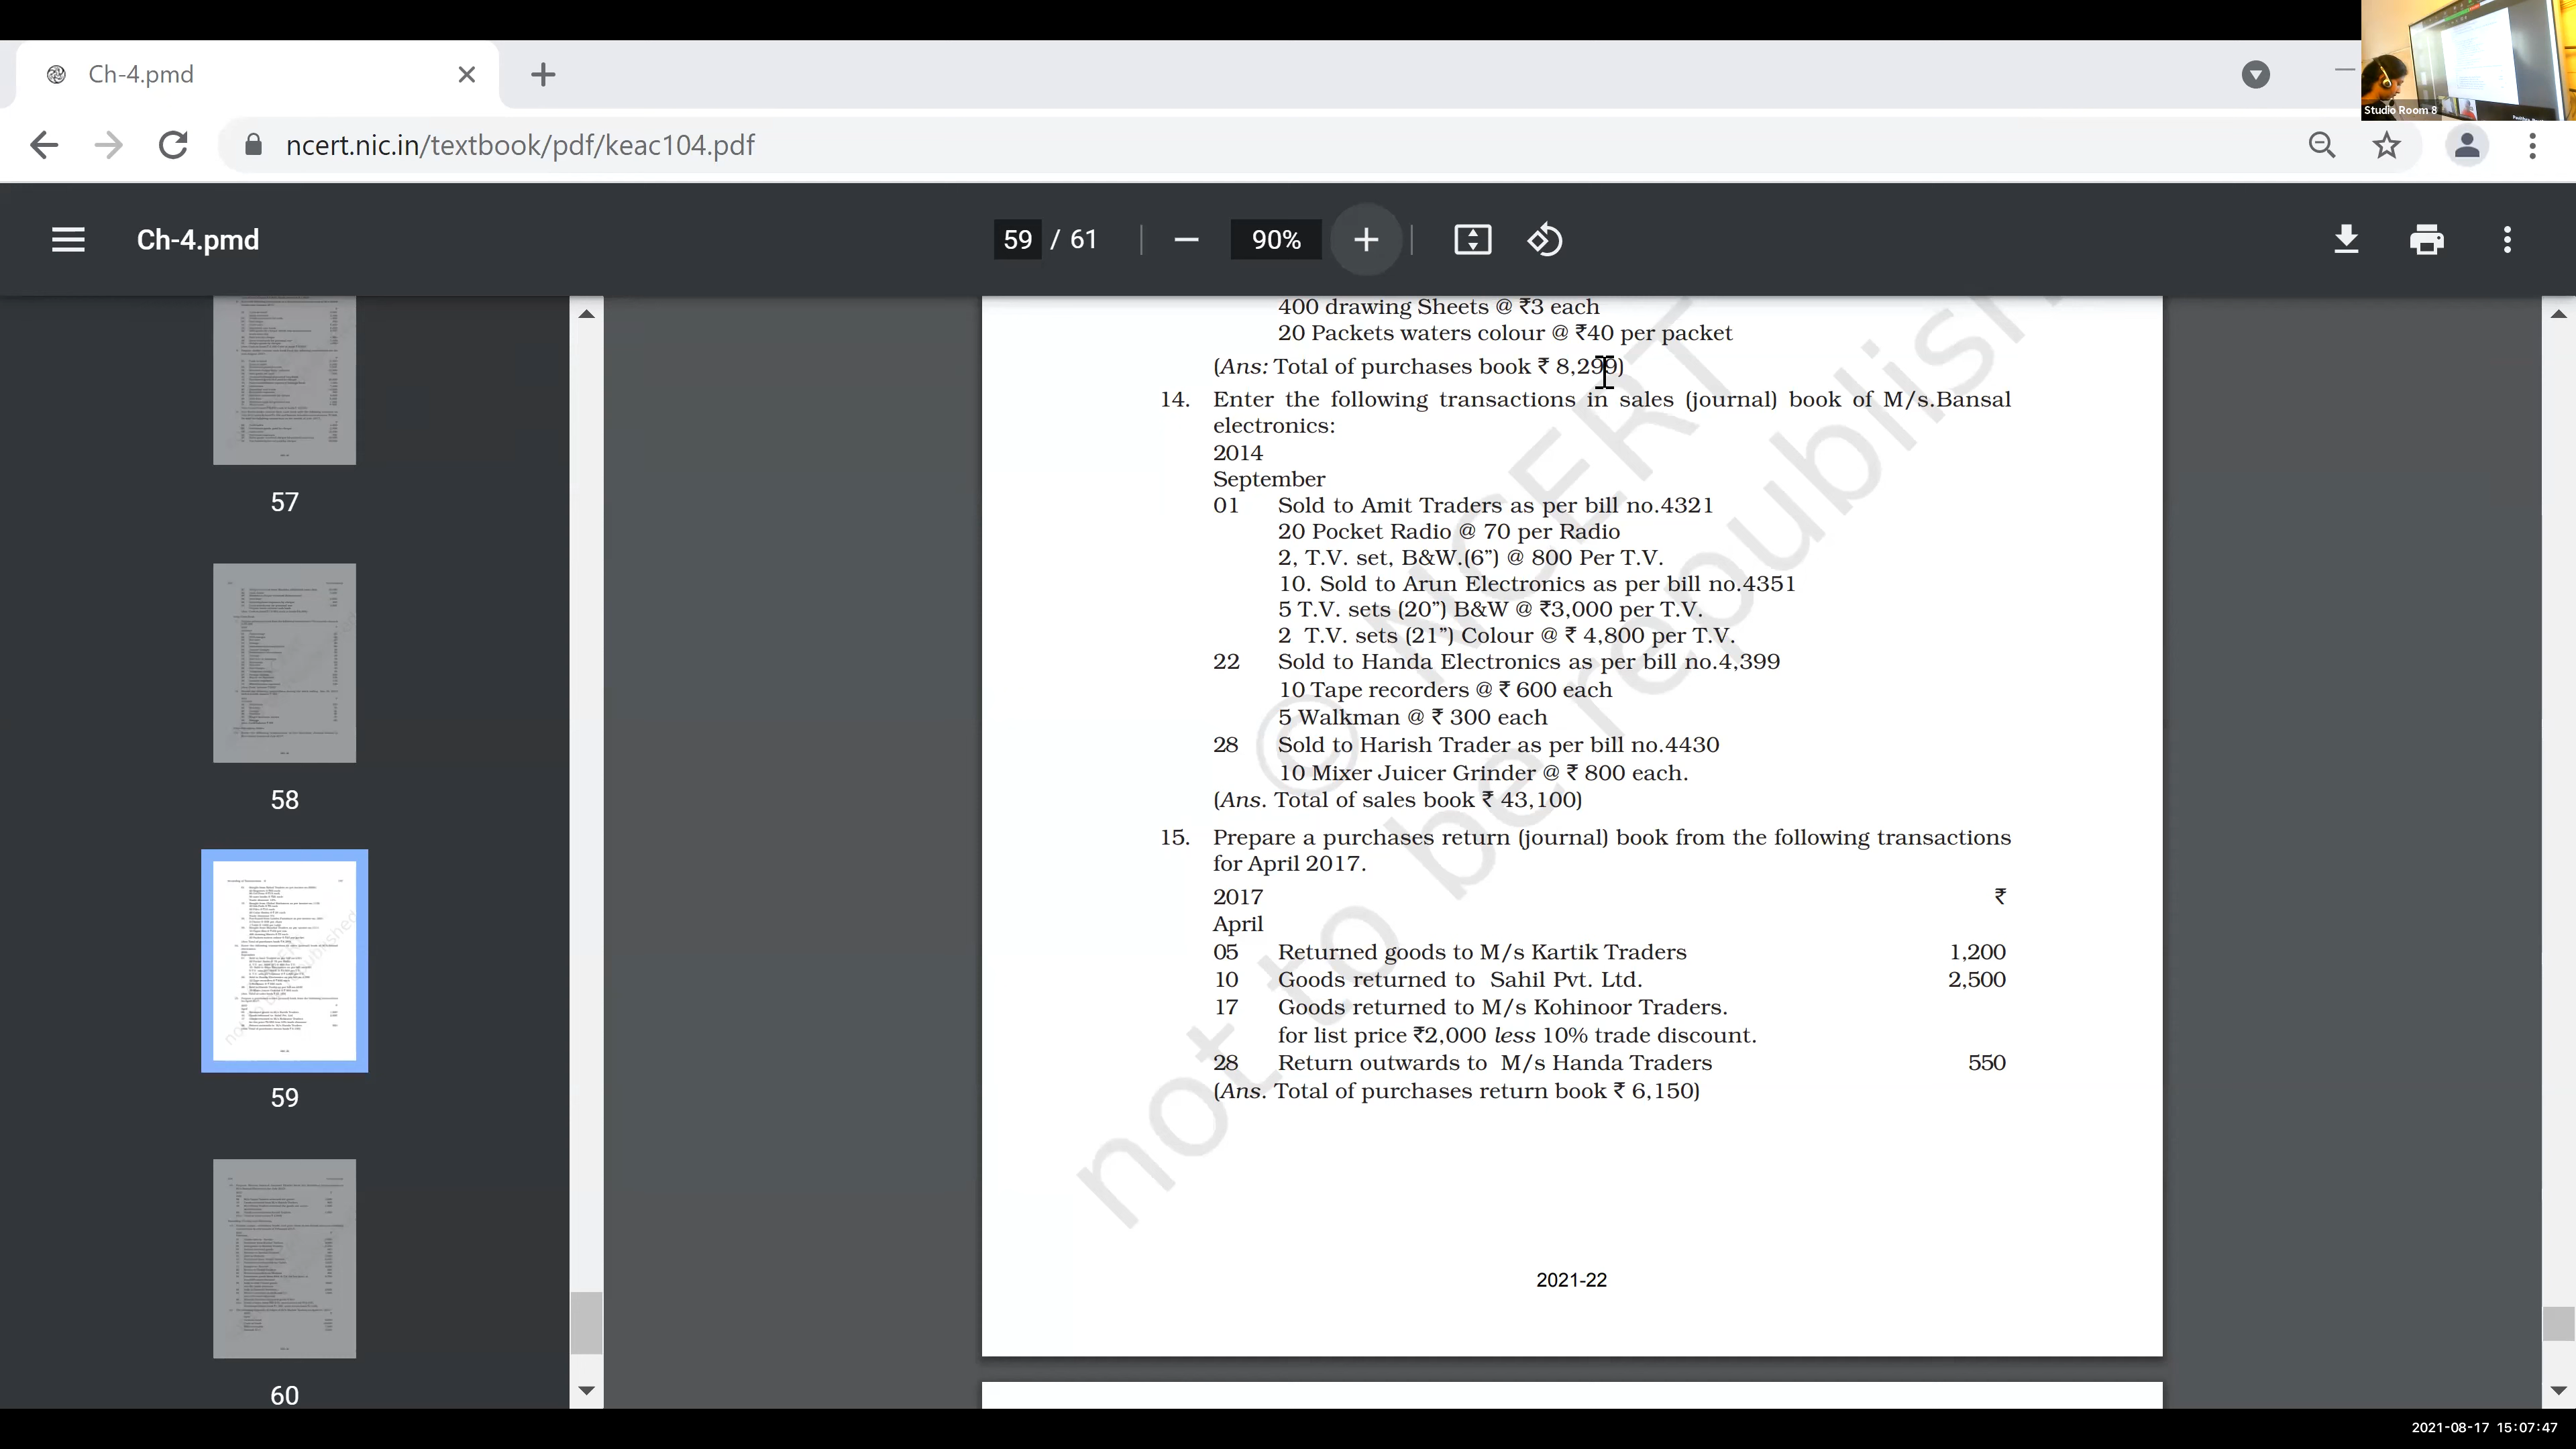 Ch-4.pmd
ncert.nic.in/textbook/pdf/keac104.pdf
Studio Room 8
Ch-4.pmd
59 / 61
90%
57
58
59
60
400 drawing Sheets @ ₹3 each
20 Packets waters colour @ ₹40 per packet
(Ans: Total of purchases book ₹ 8,299)
14. Enter the following transactions in sales (journal) book of M/s.Bansal
electronics:
2014
September
01 Sold to Amit Traders as per bill no.4321
20 Pocket Radio @ 70 per Radio
2, T.V. set, B&W.(6”) @ 800 Per T.V.
10. Sold to Arun Electronics as per bill no.4351
5 T.V. sets (20”) B&W @ ₹3,000 per T.V.
2 T.V. sets (21”) Colour @ ₹ 4,800 per T.V.
22 Sold to Handa Electronics as per bill no.4,399
10 Tape recorders @ ₹ 600 each
5 Walkman @ ₹ 300 each
28 Sold to Harish Trader as per bill no.4430
10 Mixer Juicer Grinder @ ₹ 800 each.
(Ans. Total of sales book ₹ 43,100)
15. Prepare a purchases return (journal) book from the following transactions
for April 2017.
2017 ₹
April
05 Returned goods to M/s Kartik Traders 1,200
10 Goods returned to Sahil Pvt. Ltd. 2,500
17 Goods returned to M/s Kohinoor Traders.
for list price ₹2,000 less 10% trade discount.
28 Return outwards to M/s Handa Traders 550
(Ans. Total of purchases return book ₹ 6,150)
© NCERT
not to be republish
2021-22
2021-08-17 15:07:47